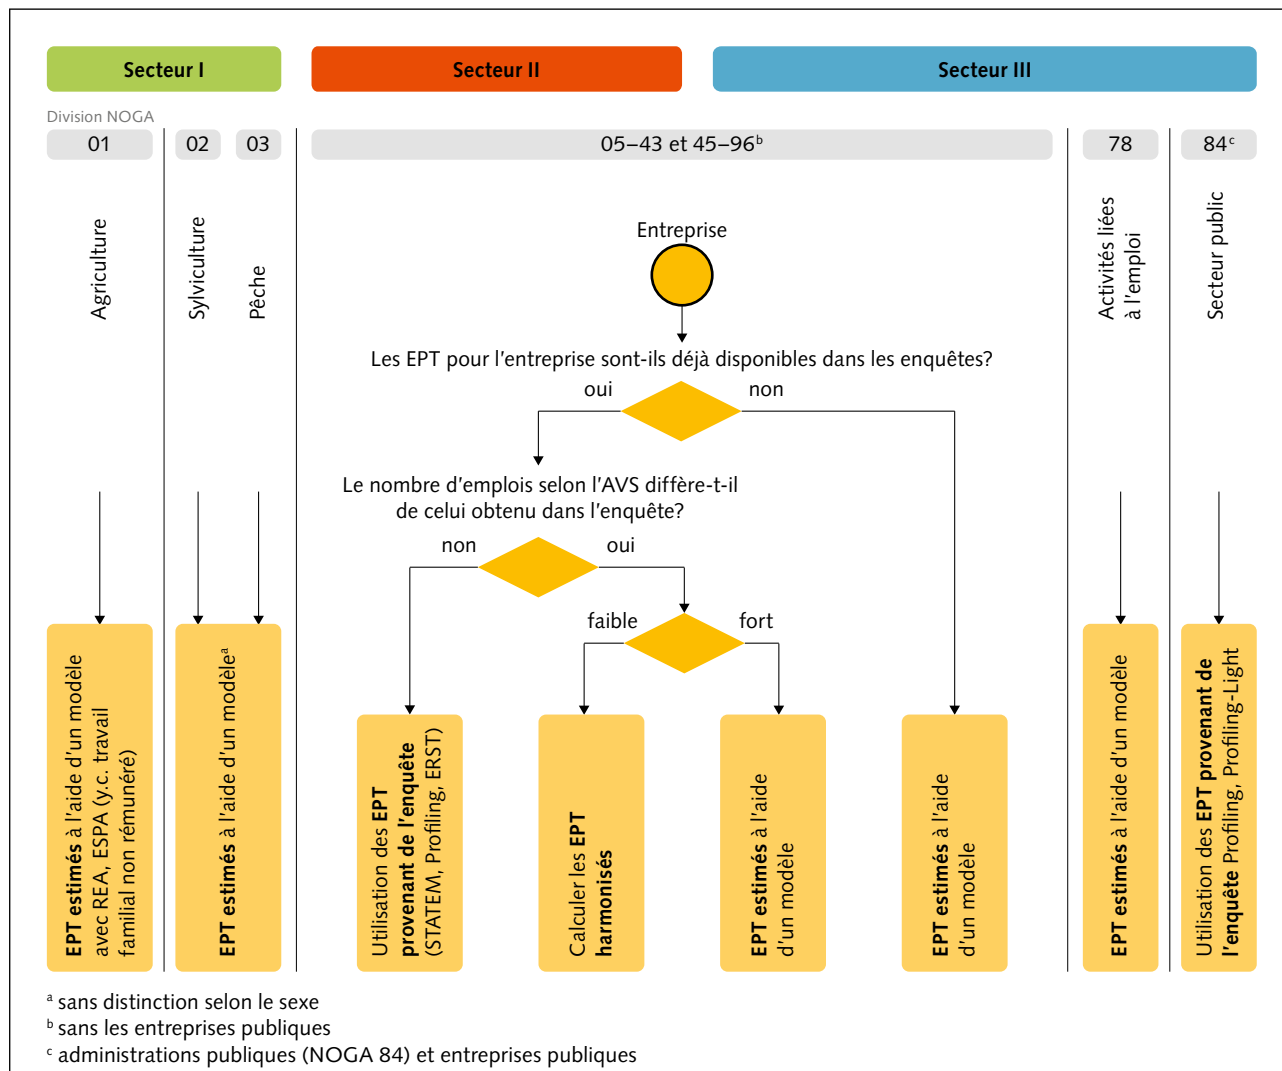 Secteur I
Secteur II
Secteur III
Division NOGA
01
02
03
05–43 et 45–96ᵇ
78
84ᶜ
Agriculture
Sylviculture
Pêche
Entreprise
Activités liées
à l'emploi
Secteur public
Les EPT pour l'entreprise sont-ils déjà disponibles dans les enquêtes?
oui
non
Le nombre d'emplois selon l'AVS diffère-t-il
de celui obtenu dans l'enquête?
non
oui
faible
fort
EPT estimés à l'aide d'un modèle
avec REA, ESPA (y.c. travail
familial non rémunéré)
EPT estimés à l'aide d'un modèleᵃ
Utilisation des EPT
provenant de l'enquête
(STATEM, Profiling, ERST)
Calculer les EPT
harmonisés
EPT estimés à l'aide
d'un modèle
EPT estimés à l'aide
d'un modèle
EPT estimés à l'aide d'un modèle
Utilisation des EPT provenant de
l'enquête Profiling, Profiling-Light
ᵃ sans distinction selon le sexe
ᵇ sans les entreprises publiques
ᶜ administrations publiques (NOGA 84) et entreprises publiques